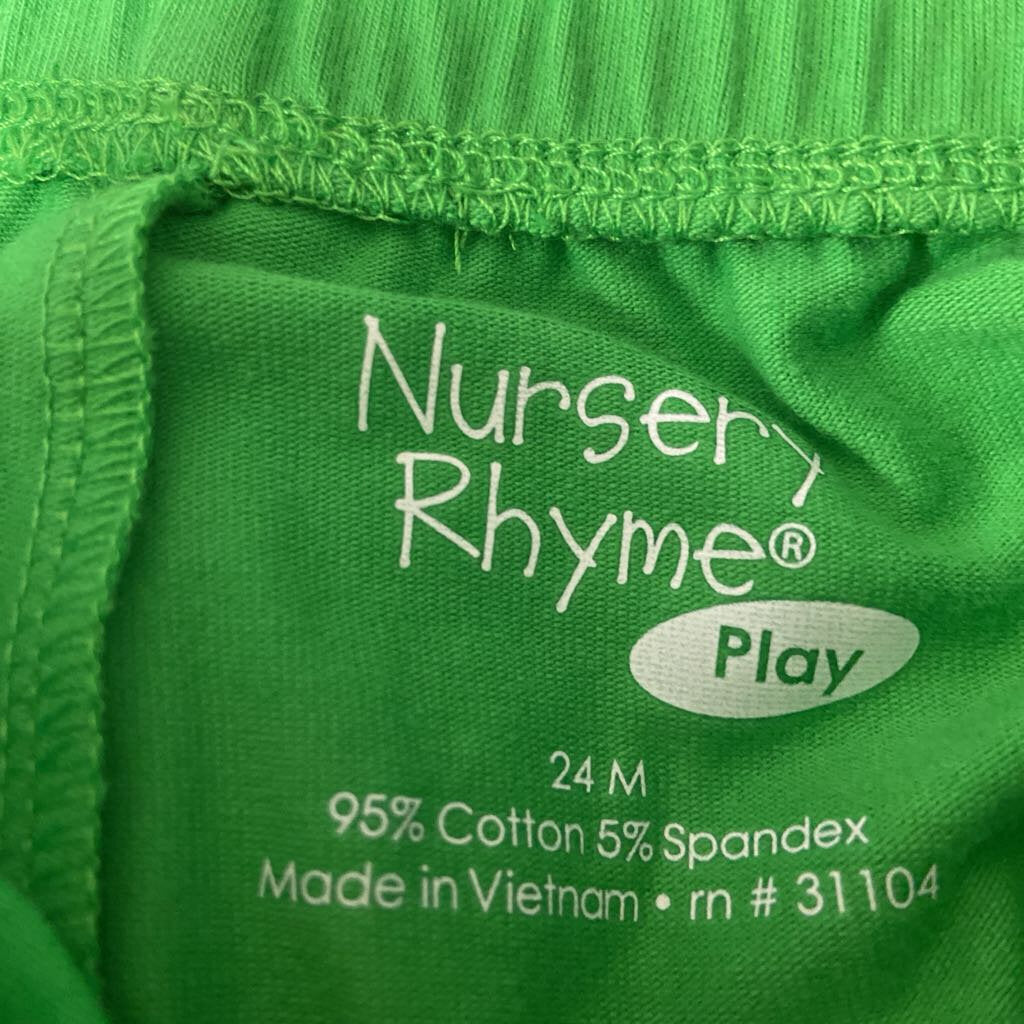 Nursery
Rhyme®
Play
24 M
95% Cotton 5% Spandex
Made in Vietnam • rn # 31104